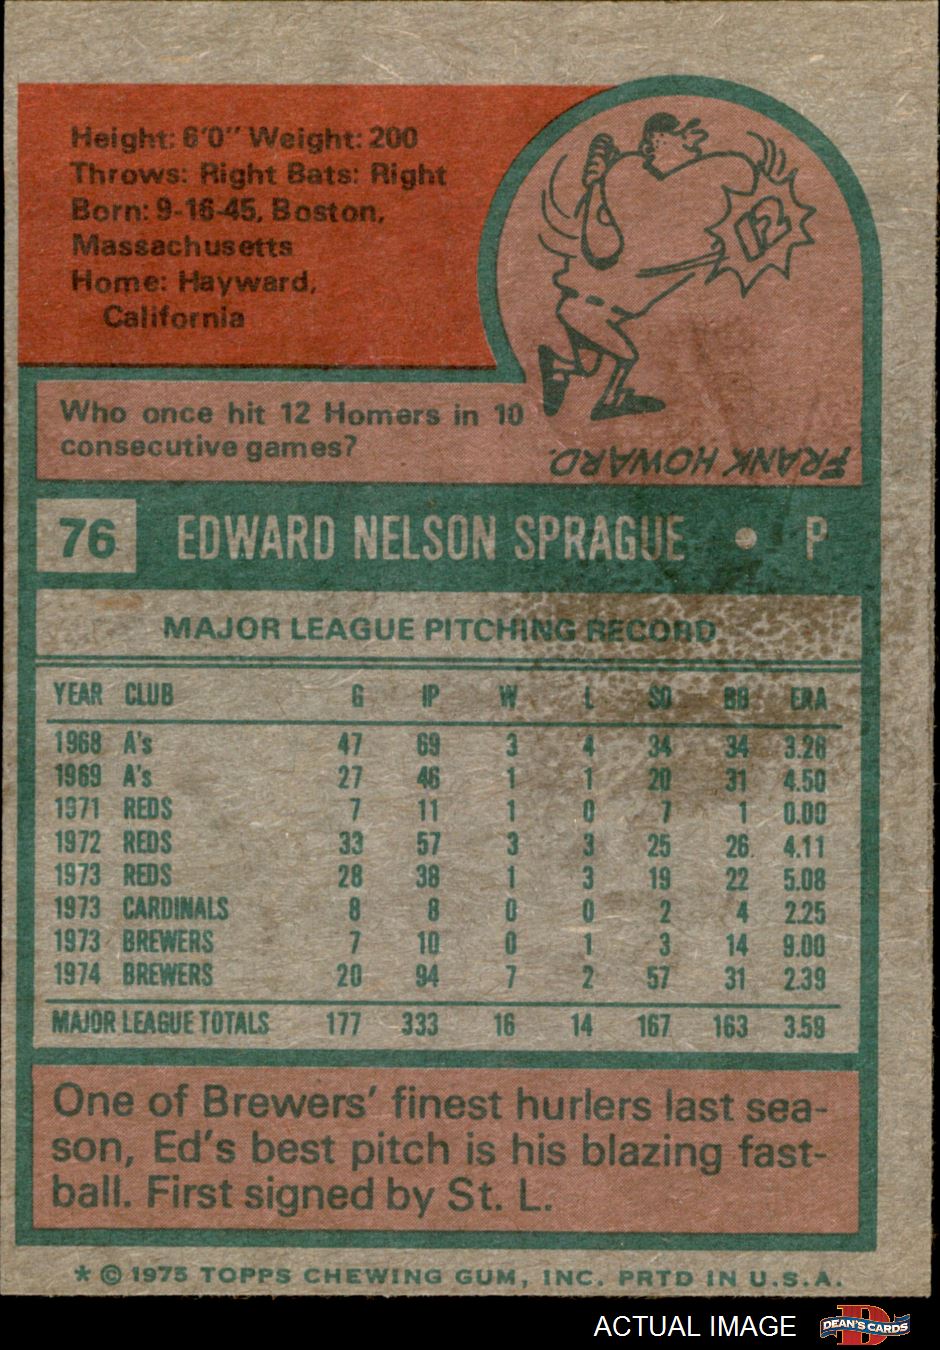 Height: 6'0" Weight: 200
Throws: Right Bats: Right
Born: 9-16-45, Boston,
Massachusetts
Home: Hayward,
California
12
Who once hit 12 Homers in 10
consecutive games?
FRANK HOWARD.
76 EDWARD NELSON SPRAGUE • P
MAJOR LEAGUE PITCHING RECORD
YEAR CLUB G IP W L SO BB ERA
1968 A's 47 69 3 4 34 34 3.26
1969 A's 27 46 1 1 20 31 4.50
1971 REDS 7 11 1 0 7 1 0.00
1972 REDS 33 57 3 3 25 26 4.11
1973 REDS 28 38 1 3 19 22 5.08
1973 CARDINALS 8 8 0 0 2 4 2.25
1973 BREWERS 7 10 0 1 3 14 9.00
1974 BREWERS 20 94 7 2 57 31 2.39
MAJOR LEAGUE TOTALS 177 333 16 14 167 163 3.59
One of Brewers' finest hurlers last sea-
son, Ed's best pitch is his blazing fast-
ball. First signed by St. L.
* © 1975 TOPPS CHEWING GUM, INC. PRTD IN U.S.A.
ACTUAL IMAGE DEAN'S CARDS